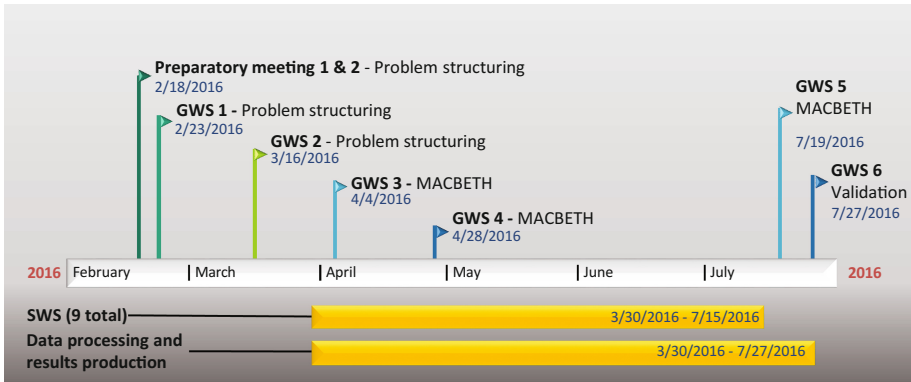 Preparatory meeting 1 & 2 - Problem structuring
2/18/2016
GWS 1 - Problem structuring
2/23/2016
GWS 2 - Problem structuring
3/16/2016
GWS 3 - MACBETH
4/4/2016
GWS 4 - MACBETH
4/28/2016
GWS 5
MACBETH
7/19/2016
GWS 6
Validation
7/27/2016
2016 February March April May June July 2016
SWS (9 total) 3/30/2016 - 7/15/2016
Data processing and
results production 3/30/2016 - 7/27/2016